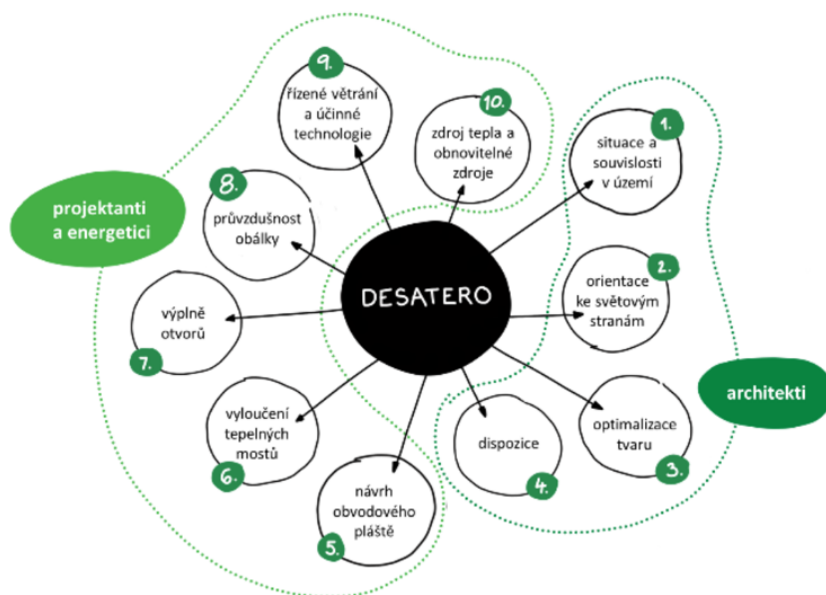 DESATERO
1.
situace a
souvislosti
v území
2.
orientace
ke světovým
stranám
3.
optimalizace
tvaru
4.
dispozice
architekti
5.
návrh
obvodového
pláště
6.
vyloučení
tepelných
mostů
7.
výplně
otvorů
8.
průvzdušnost
obálky
9.
řízené větrání
a účinné
technologie
10.
zdroj tepla a
obnovitelné
zdroje
projektanti
a energetici